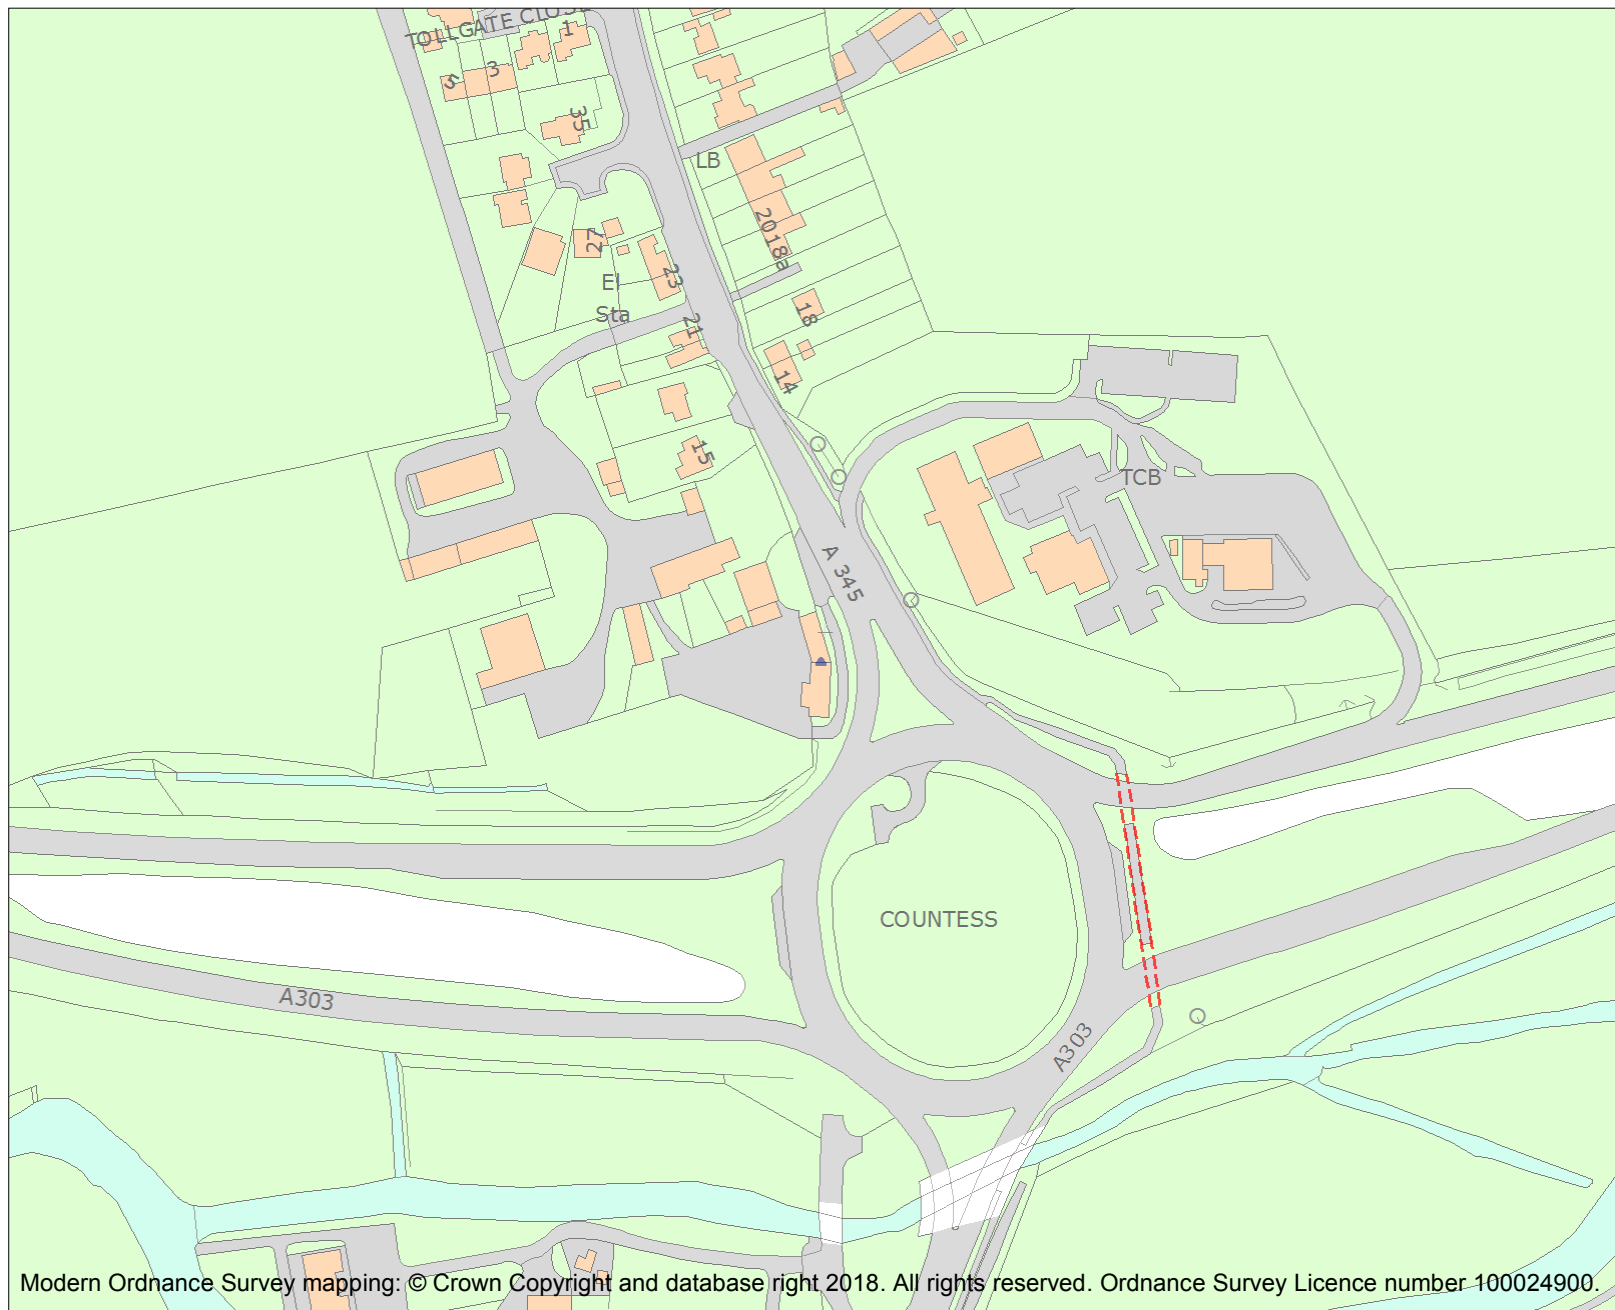 TOLLGATE CLOSE
1
3
5
35
LB
27
2018a
23
El
Sta
21
18
14
15
TCB
A 345
COUNTESS
A303
A303
Modern Ordnance Survey mapping: © Crown Copyright and database right 2018. All rights reserved. Ordnance Survey Licence number 100024900.